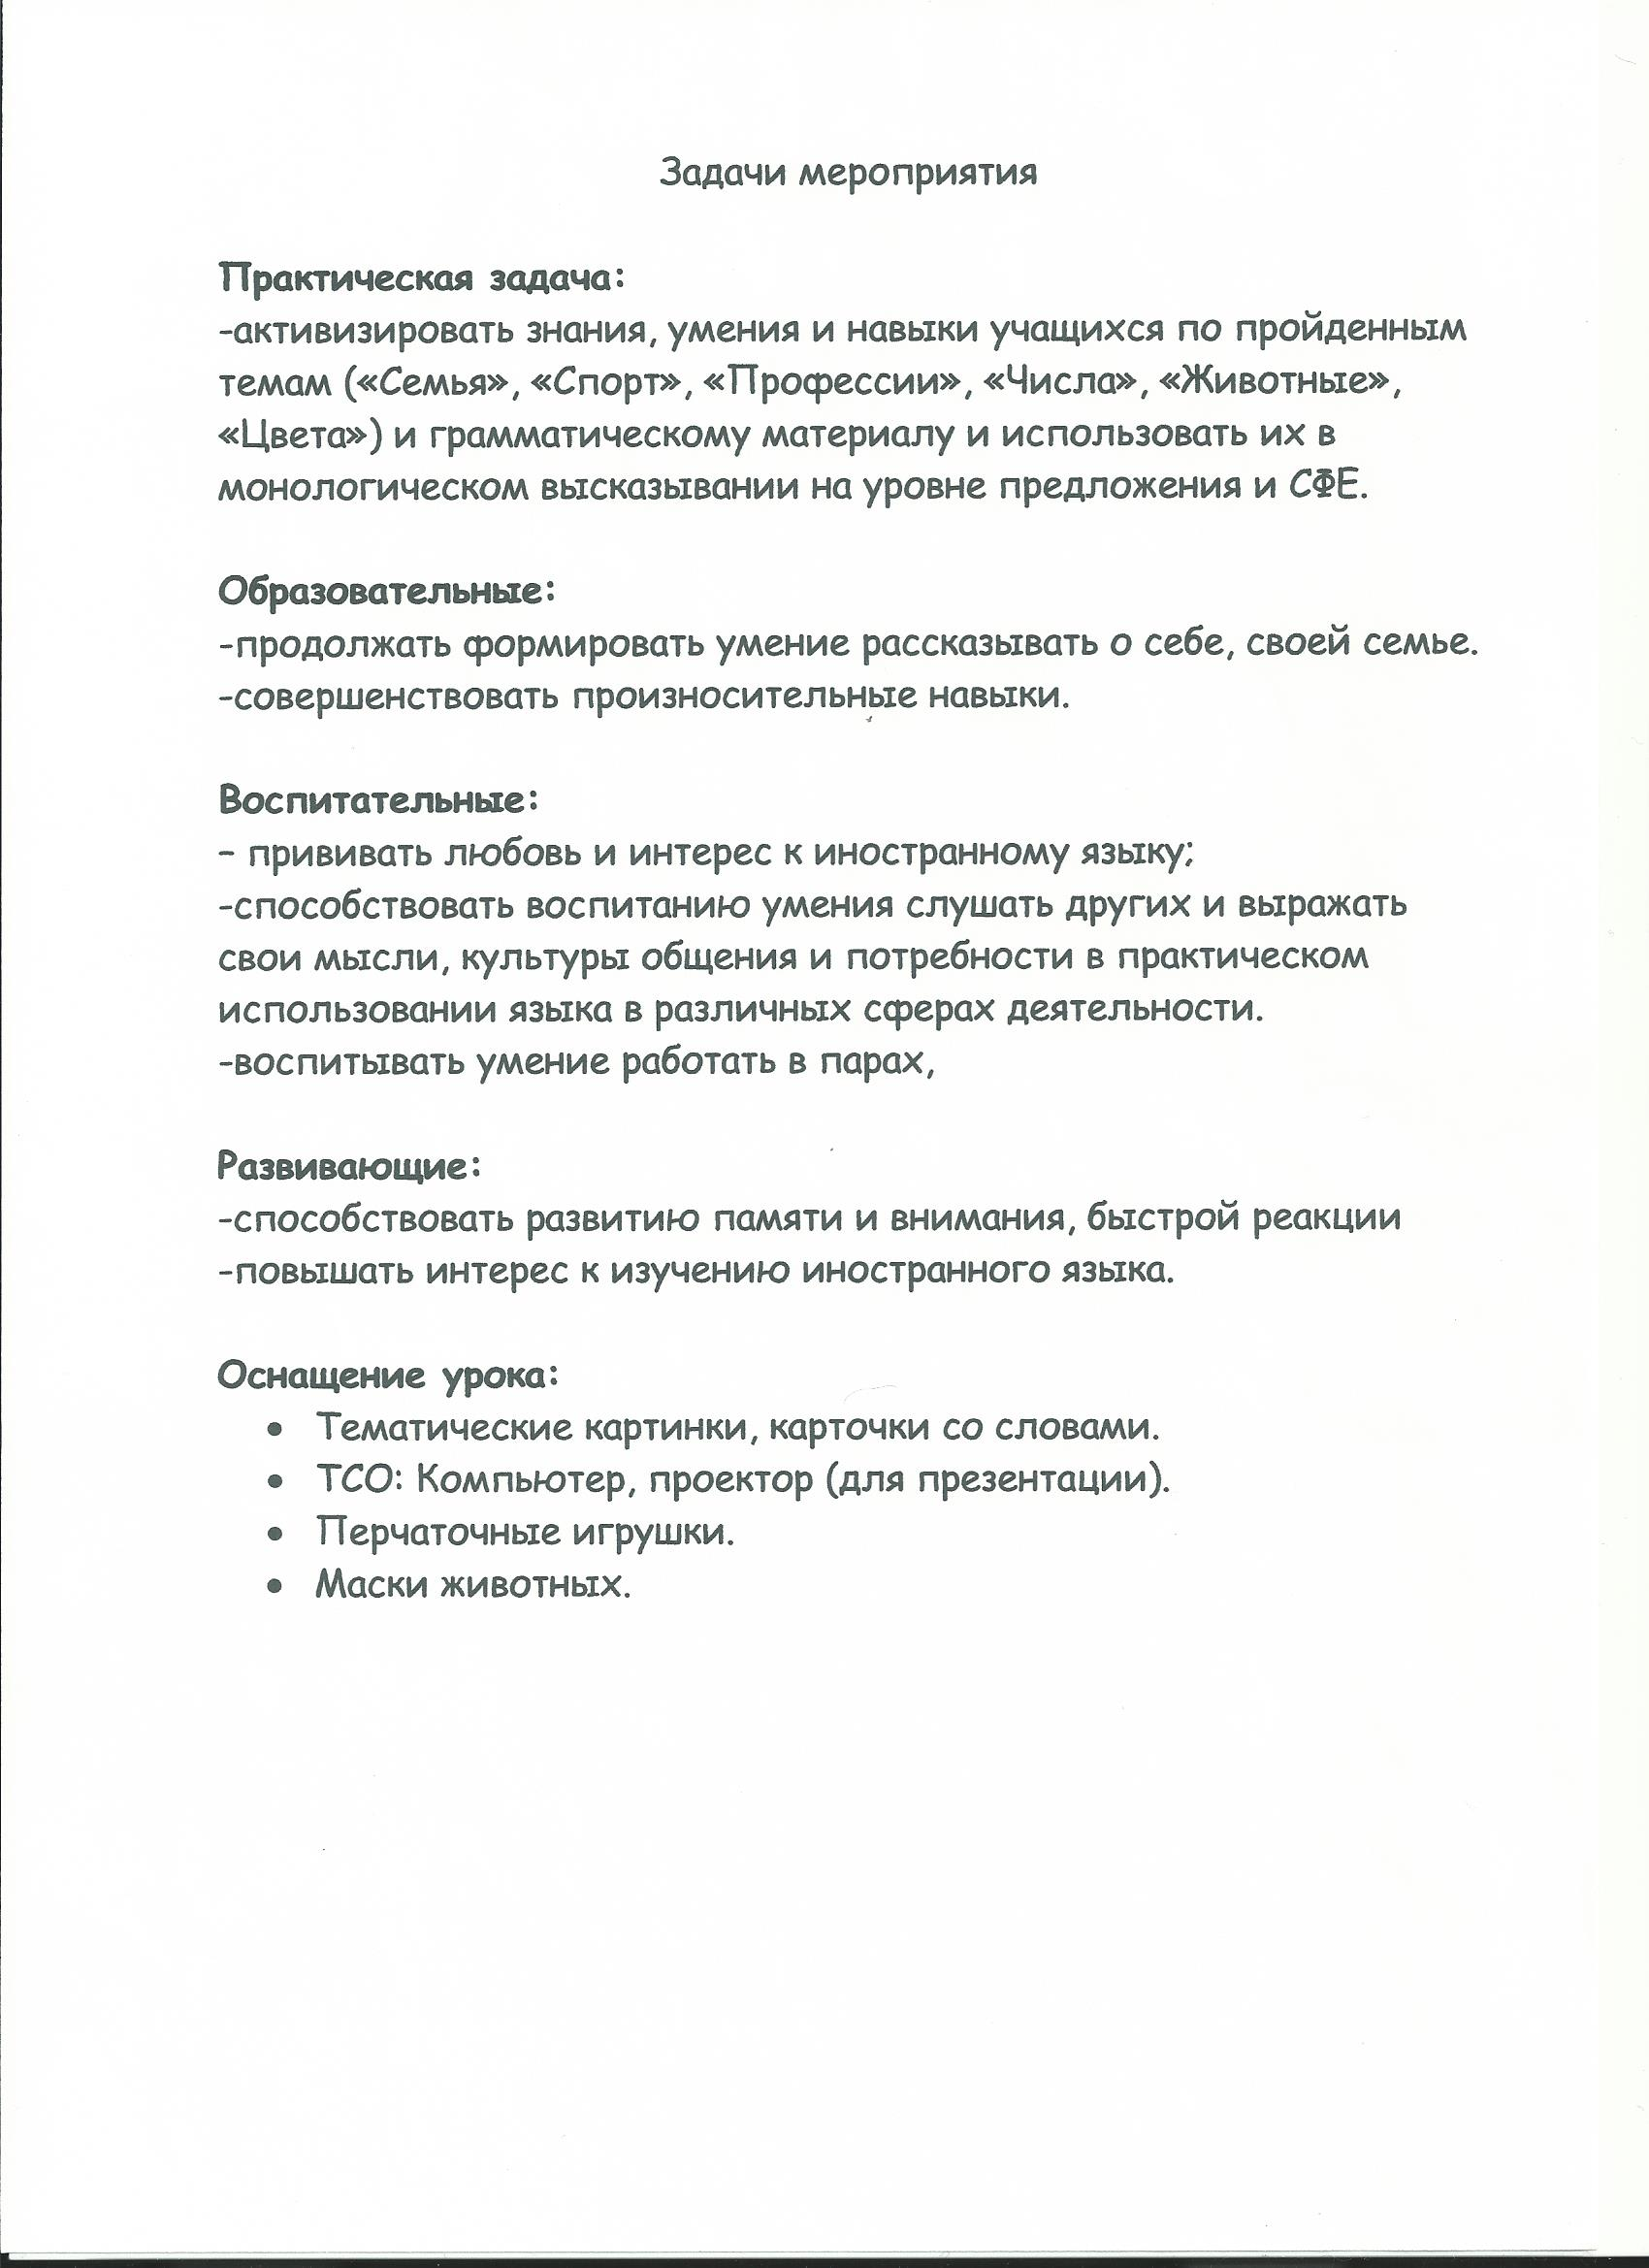 Задачи мероприятия
Практическая задача:
-активизировать знания, умения и навыки учащихся по пройденным
темам («Семья», «Спорт», «Профессии», «Числа», «Животные»,
«Цвета») и грамматическому материалу и использовать их в
монологическом высказывании на уровне предложения и СФЕ.
Образовательные:
-продолжать формировать умение рассказывать о себе, своей семье.
-совершенствовать произносительные навыки.
Воспитательные:
– прививать любовь и интерес к иностранному языку;
-способствовать воспитанию умения слушать других и выражать
свои мысли, культуры общения и потребности в практическом
использовании языка в различных сферах деятельности.
-воспитывать умение работать в парах,
Развивающие:
-способствовать развитию памяти и внимания, быстрой реакции
-повышать интерес к изучению иностранного языка.
Оснащение урока:
• Тематические картинки, карточки со словами.
• ТСО: Компьютер, проектор (для презентации).
• Перчаточные игрушки.
• Маски животных.